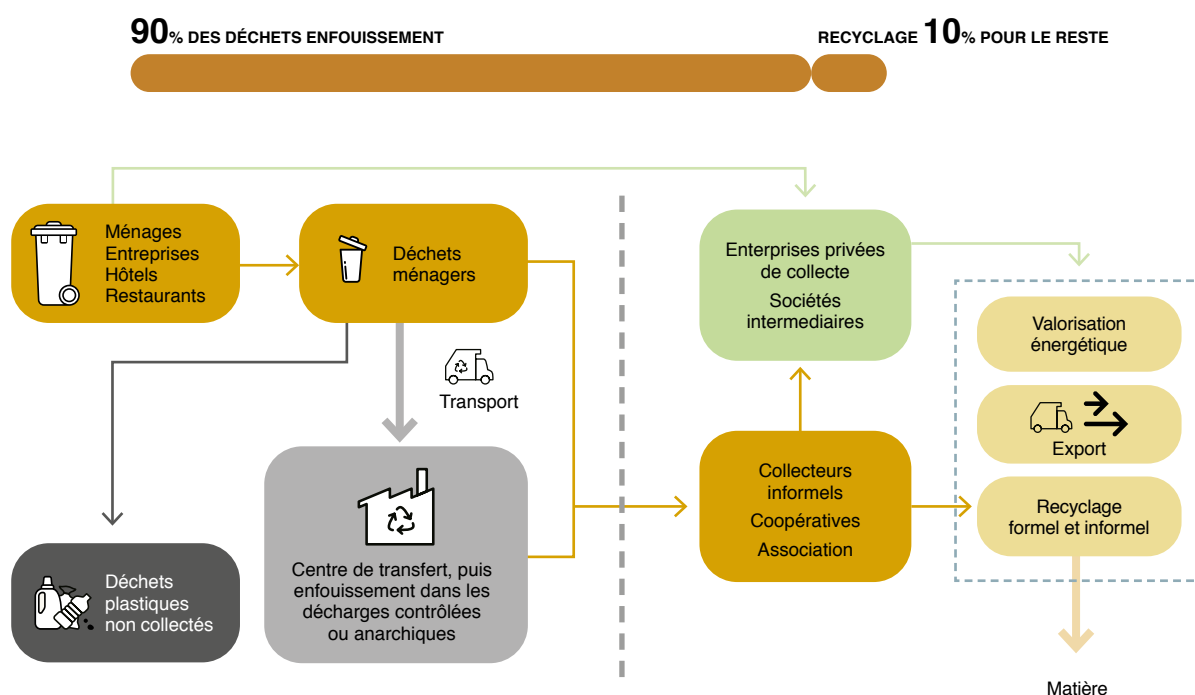 90% DES DÉCHETS ENFOUISSEMENT
RECYCLAGE 10% POUR LE RESTE
Ménages
Entreprises
Hôtels
Restaurants
Déchets
ménagers
Enterprises privées
de collecte
Sociétés
intermediaires
Valorisation
énergétique
Transport
Export
Collecteurs
informels
Coopératives
Association
Recyclage
formel et informel
Déchets
plastiques
non collectés
Centre de transfert, puis
enfouissement dans les
décharges contrôlées
ou anarchiques
Matière